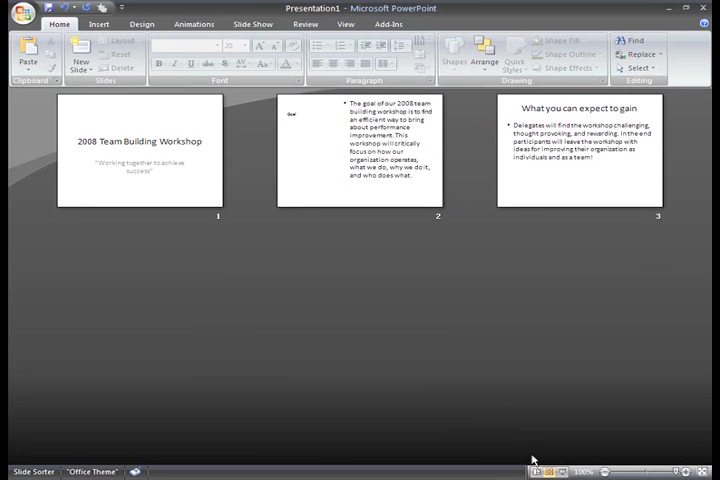 Presentation1 - Microsoft PowerPoint
Home Insert Design Animations Slide Show Review View Add-Ins
Paste
New
Slide
Layout
Reset
Delete
20
B I U
Shapes Arrange Quick
Styles
Shape Fill
Shape Outline
Shape Effects
Find
Replace
Select
Clipboard Slides Font Paragraph Drawing Editing
2008 Team Building Workshop
"Working together to achieve
success"
1
Goal
• The goal of our 2008 team
building workshop is to find
an efficient way to bring
about performance
improvement. This
workshop will critically
focus on how our
organization operates,
what we do, why we do it,
and who does what.
2
What you can expect to gain
• Delegates will find the workshop challenging,
thought provoking, and rewarding. In the end
participants will leave the workshop with
ideas for improving their organization as
individuals and as a team!
3
Slide Sorter "Office Theme" 100%